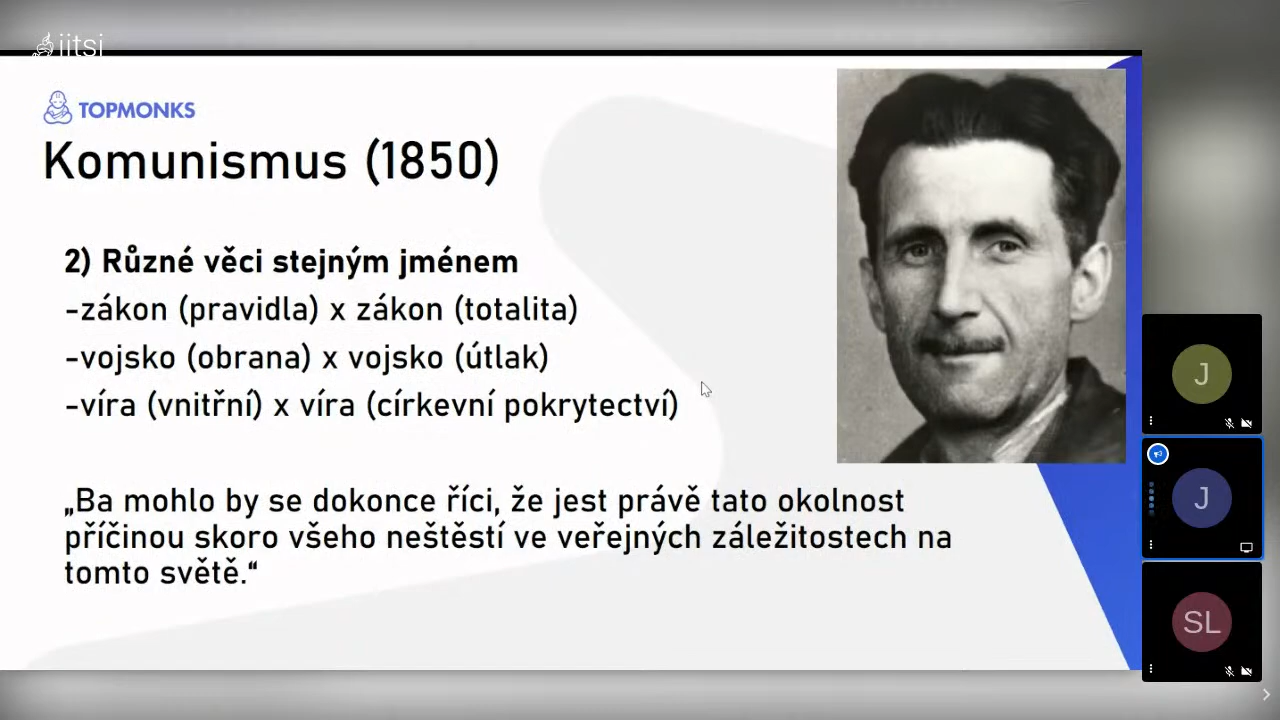 jitsi
TOPMONKS
Komunismus (1850)
2) Různé věci stejným jménem
-zákon (pravidla) x zákon (totalita)
-vojsko (obrana) x vojsko (útlak)
-víra (vnitřní) x víra (církevní pokrytectví)
„Ba mohlo by se dokonce říci, že jest právě tato okolnost
příčinou skoro všeho neštěstí ve veřejných záležitostech na
tomto světě.“
J
J
SL